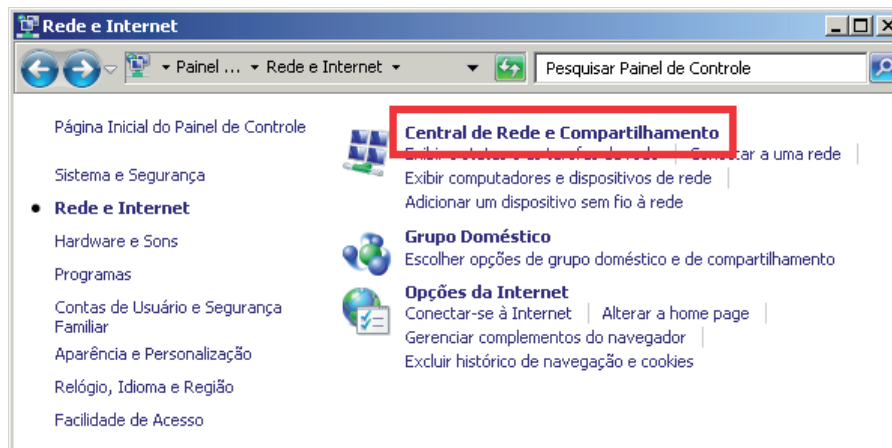 Rede e Internet
Painel ... Rede e Internet
Pesquisar Painel de Controle
Página Inicial do Painel de Controle
Sistema e Segurança
Rede e Internet
Hardware e Sons
Programas
Contas de Usuário e Segurança
Familiar
Aparência e Personalização
Relógio, Idioma e Região
Facilidade de Acesso
Central de Rede e Compartilhamento
Exibir o status e as tarefas da rede Conectar a uma rede
Exibir computadores e dispositivos de rede
Adicionar um dispositivo sem fio à rede
Grupo Doméstico
Escolher opções de grupo doméstico e de compartilhamento
Opções da Internet
Conectar-se à Internet Alterar a home page
Gerenciar complementos do navegador
Excluir histórico de navegação e cookies